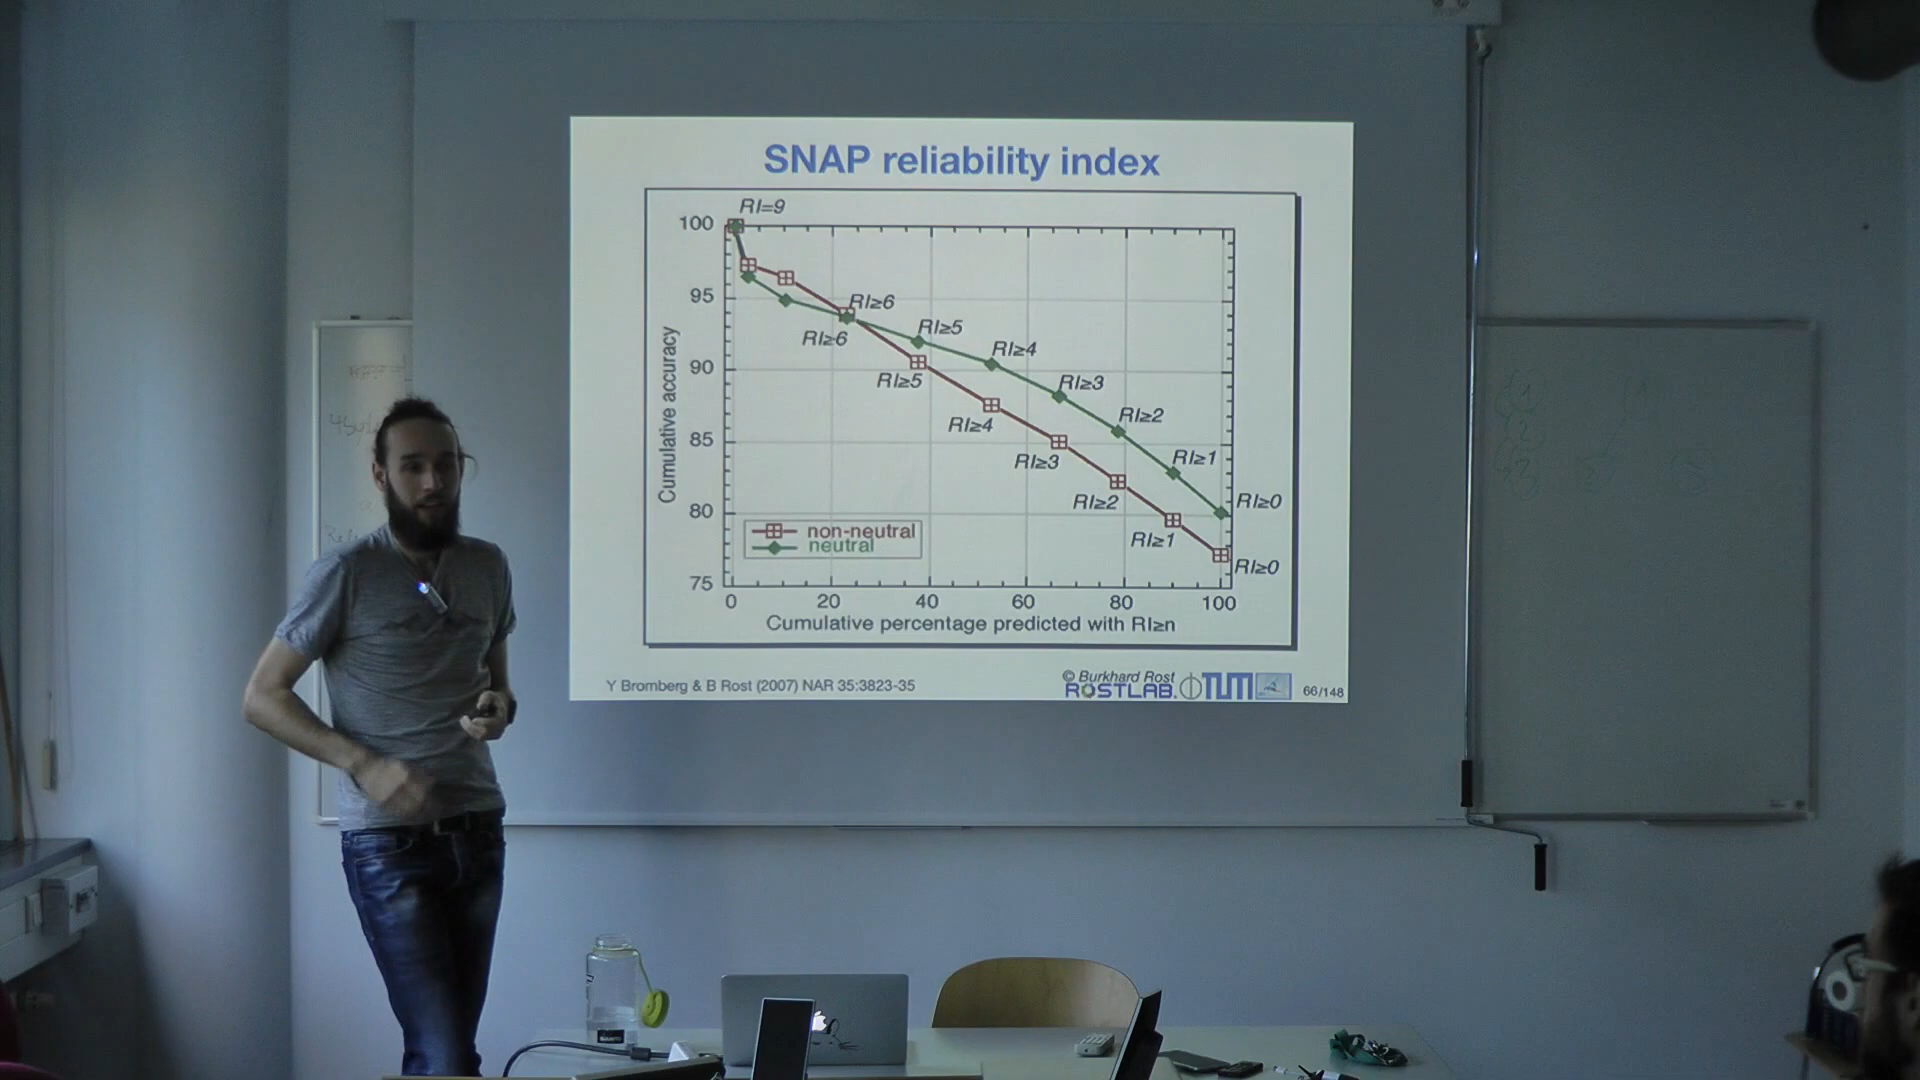 SNAP reliability index
RI=9
100
95
90
85
80
75
Cumulative accuracy
RI≥6
RI≥6
RI≥5
RI≥5
RI≥4
RI≥4
RI≥3
RI≥3
RI≥2
RI≥2
RI≥1
RI≥1
RI≥0
RI≥0
non-neutral
neutral
0 20 40 60 80 100
Cumulative percentage predicted with RI≥n
Y Bromberg & B Rost (2007) NAR 35:3823-35
© Burkhard Rost
ROSTLAB. TUM
66/148